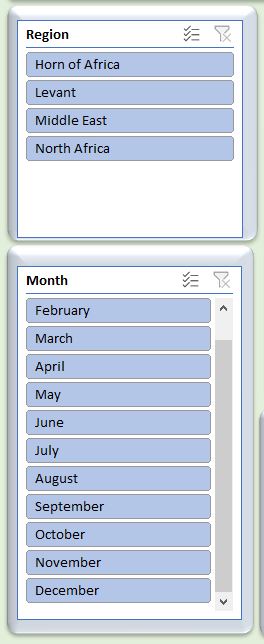 Region
Horn of Africa
Levant
Middle East
North Africa
Month
February
March
April
May
June
July
August
September
October
November
December